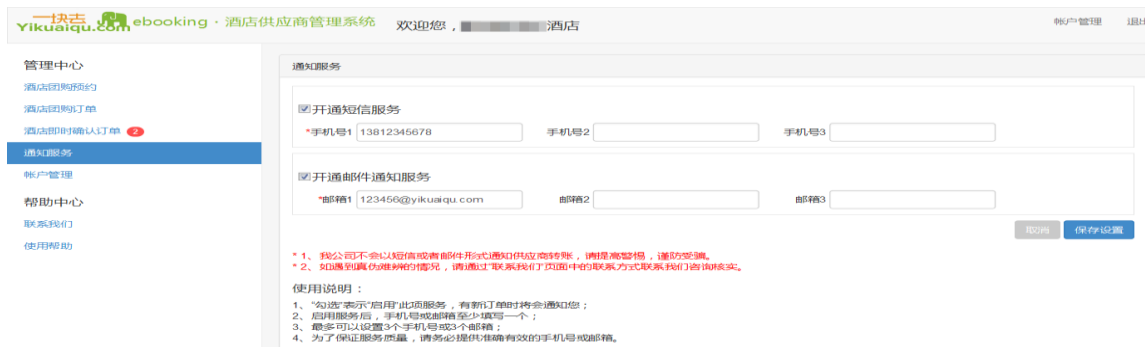 一块去
Yikuaiqu.com ebooking · 酒店供应商管理系统 欢迎您， 酒店 帐户管理
管理中心
酒店团购预约
酒店团购订单
酒店即时确认订单 2
通知服务
帐户管理
帮助中心
联系我们
使用帮助
通知服务
开通短信服务
*手机号1 13812345678 手机号2 手机号3
开通邮件通知服务
*邮箱1 123456@yikuaiqu.com 邮箱2 邮箱3
取消 保存设置
* 1、 我公司不会以短信或者邮件形式通知供应商转账，请提高警惕，谨防受骗。
* 2、 如遇到真伪难辨的情况，请通过"联系我们"页面中的联系方式联系我们咨询核实。
使用说明：
1、 "勾选"表示"启用"此项服务，有新订单时将会通知您；
2、 启用服务后，手机号或邮箱至少填写一个；
3、 最多可以设置3个手机号或3个邮箱；
4、 为了保证服务质量，请务必提供准确有效的手机号或邮箱。